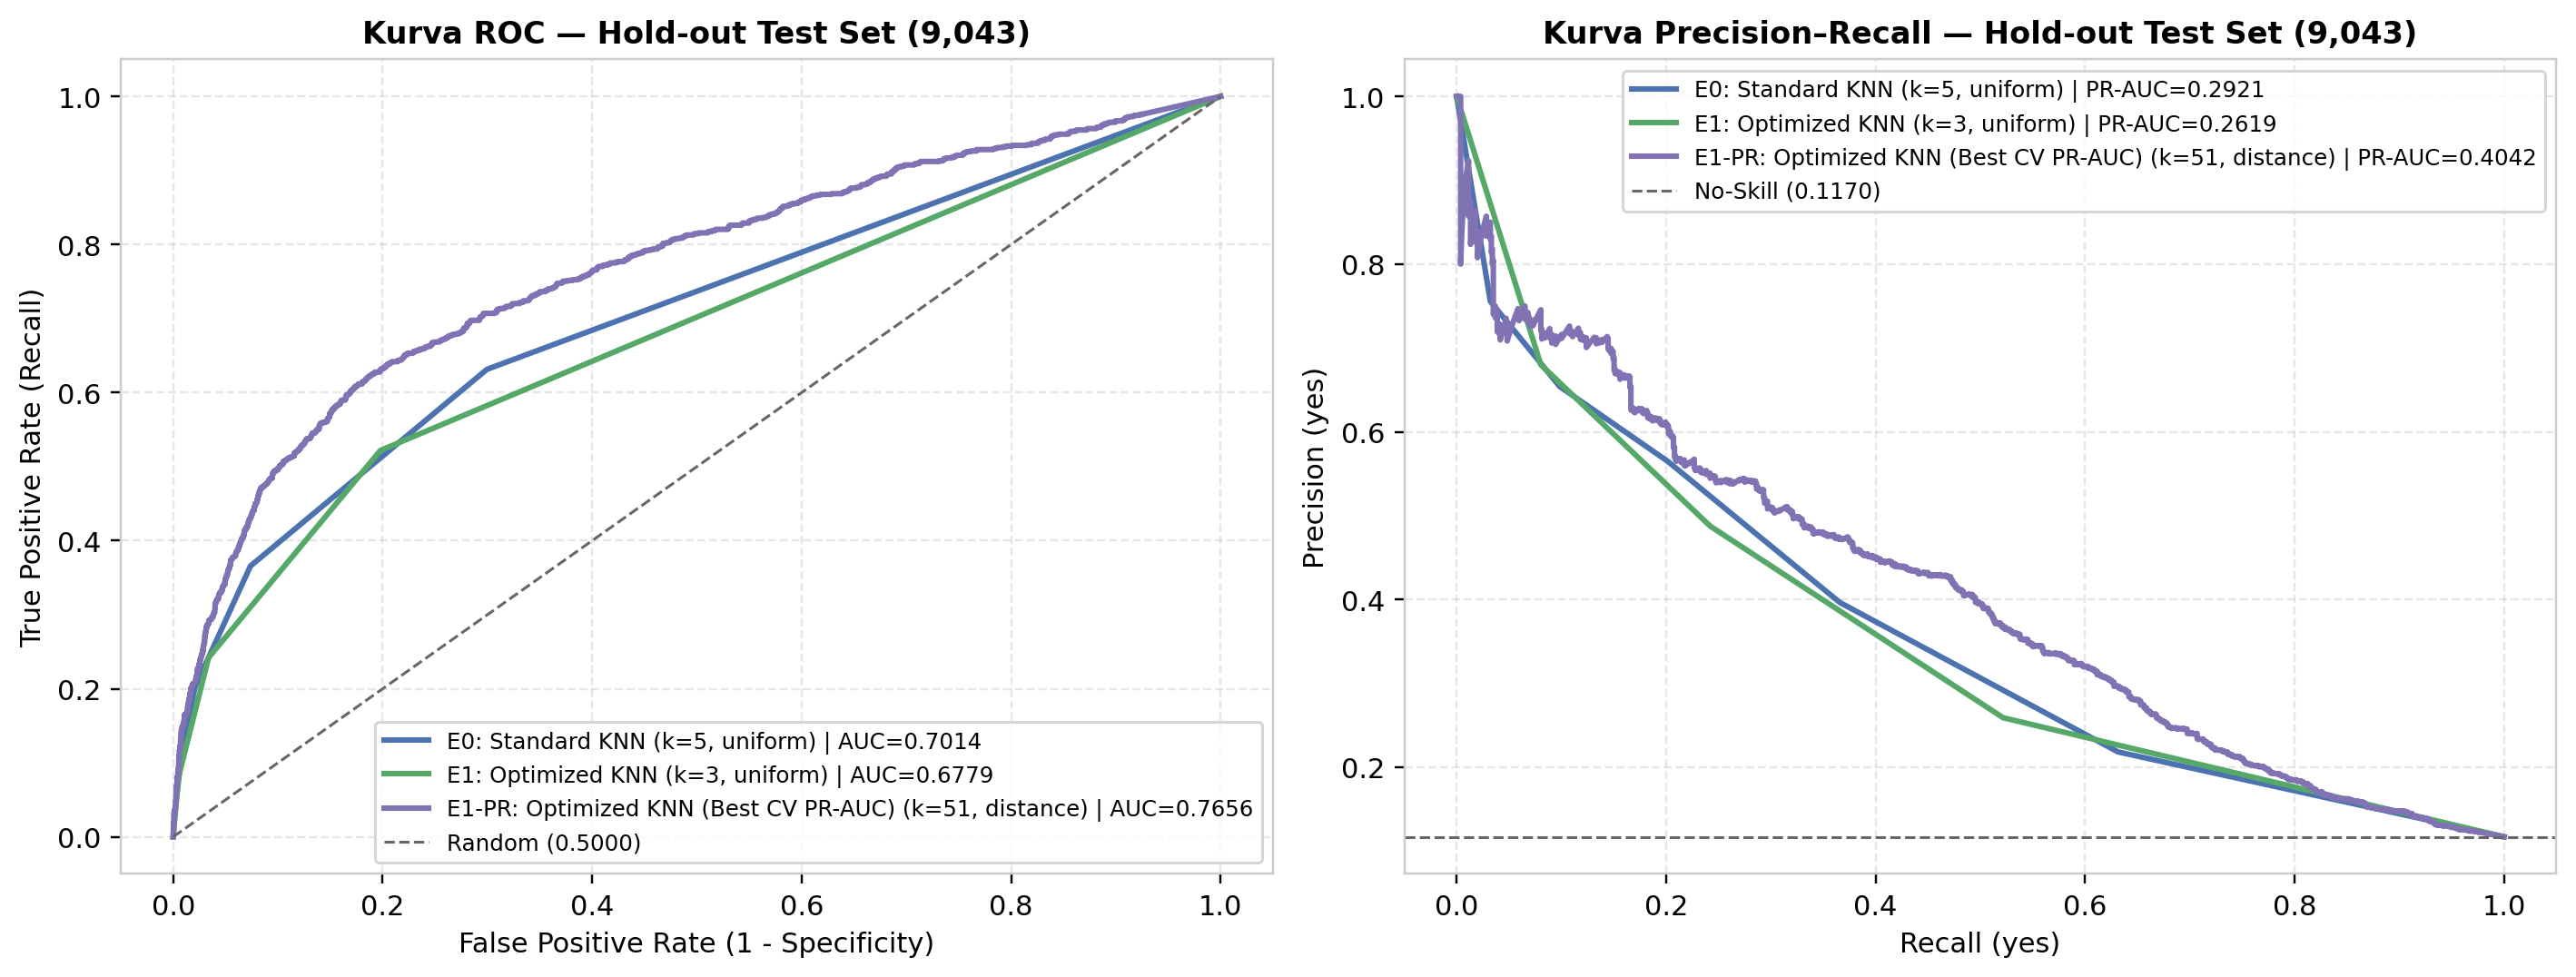 Kurva ROC — Hold-out Test Set (9,043)
True Positive Rate (Recall)
1.0
0.8
0.6
0.4
0.2
0.0
E0: Standard KNN (k=5, uniform) | AUC=0.7014
E1: Optimized KNN (k=3, uniform) | AUC=0.6779
E1-PR: Optimized KNN (Best CV PR-AUC) (k=51, distance) | AUC=0.7656
Random (0.5000)
0.0 0.2 0.4 0.6 0.8 1.0
False Positive Rate (1 - Specificity)
Kurva Precision–Recall — Hold-out Test Set (9,043)
Precision (yes)
1.0
0.8
0.6
0.4
0.2
E0: Standard KNN (k=5, uniform) | PR-AUC=0.2921
E1: Optimized KNN (k=3, uniform) | PR-AUC=0.2619
E1-PR: Optimized KNN (Best CV PR-AUC) (k=51, distance) | PR-AUC=0.4042
No-Skill (0.1170)
0.0 0.2 0.4 0.6 0.8 1.0
Recall (yes)